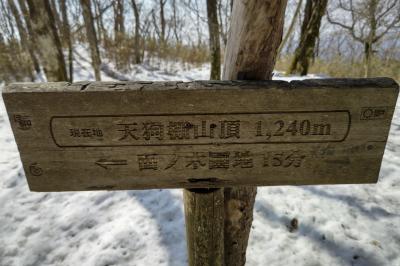 現在地 天狗棚山頂 1,240m
← 面ノ木園地 15分